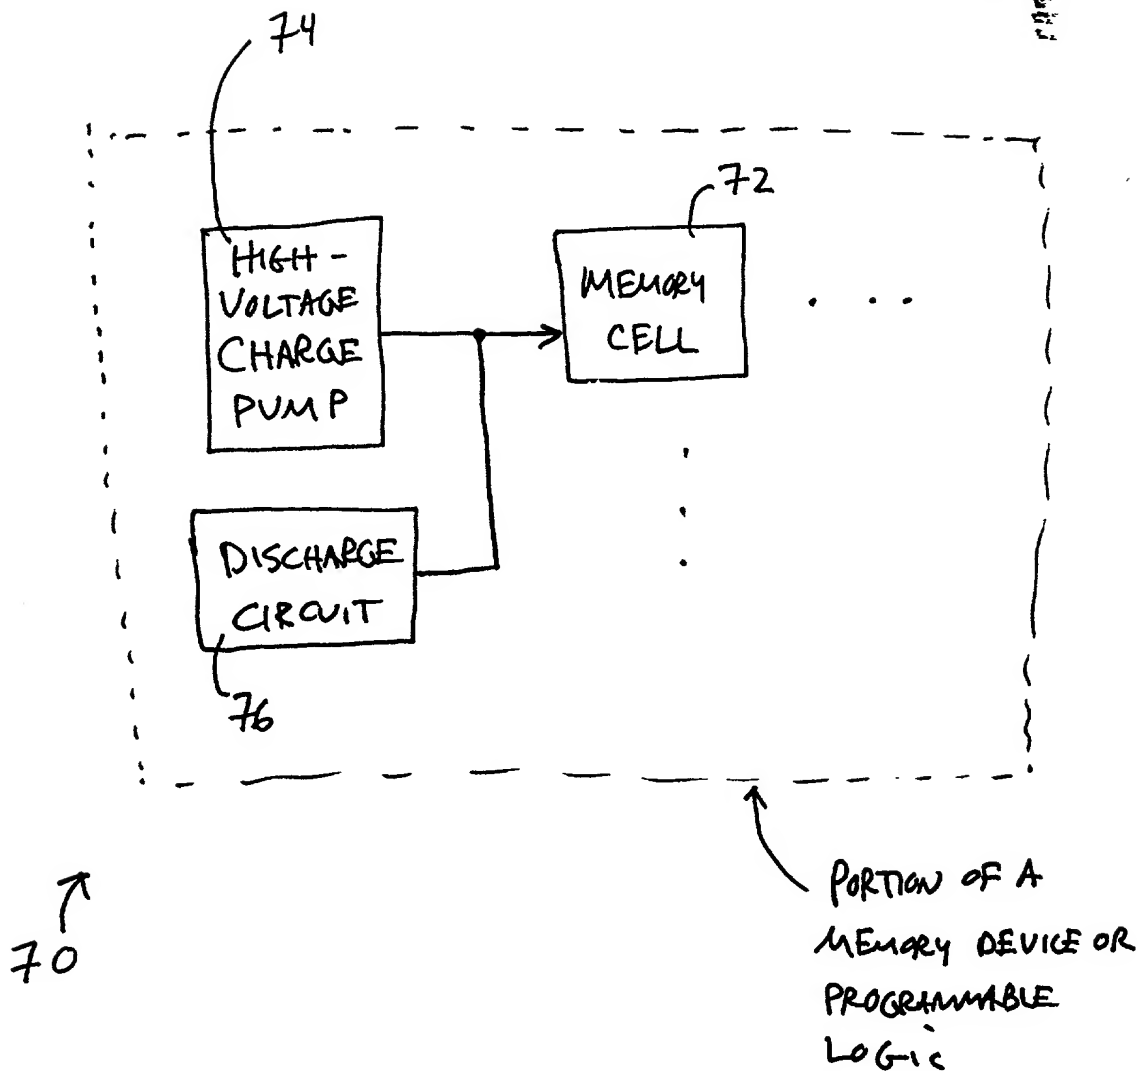 74
72
HIGH-
VOLTAGE
CHARGE
PUMP
MEMORY
CELL
DISCHARGE
CIRCUIT
76
70
PORTION OF A
MEMORY DEVICE OR
PROGRAMMABLE
LOGIC